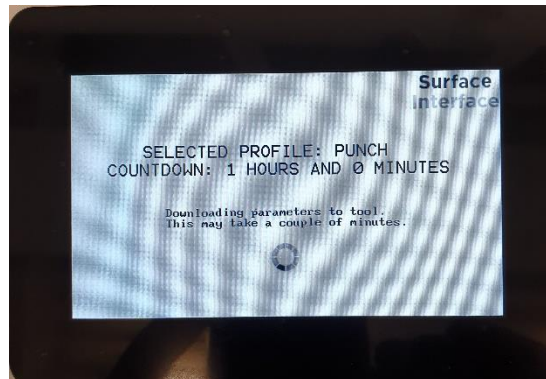 Surface
Interface
SELECTED PROFILE: PUNCH
COUNTDOWN: 1 HOURS AND 0 MINUTES
Downloading parameters to tool.
This may take a couple of minutes.